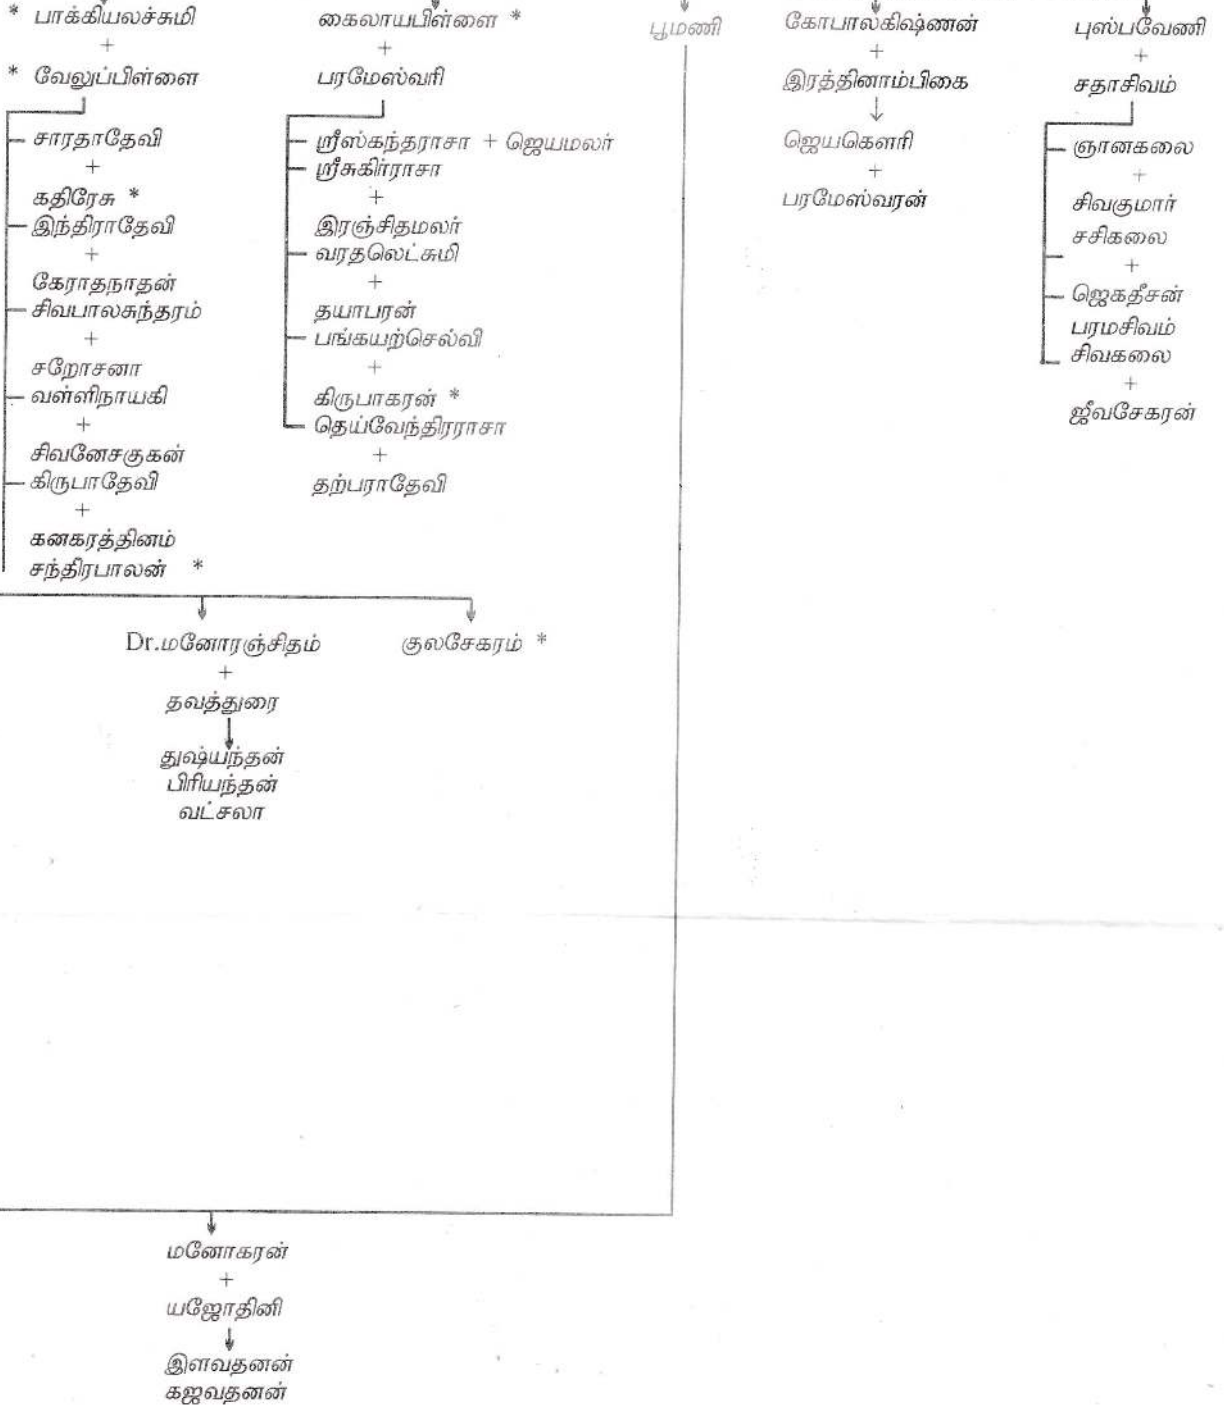 * பாக்கியலச்சுமி
+
* வேலுப்பிள்ளை
சாரதாதேவி
+
கதிரேசு *
இந்திராதேவி
+
கேராதநாதன்
சிவபாலசுந்தரம்
+
சறோசனா
வள்ளிநாயகி
+
சிவனேசகுகன்
கிருபாதேவி
+
கனகரத்தினம்
சந்திரபாலன் *
கைலாயபிள்ளை *
+
பரமேஸ்வரி
ஸ்ரீஸ்கந்தராசா + ஜெயமலர்
ஸ்ரீசுகிர்ராசா
+
இரஞ்சிதமலர்
வரதலெட்சுமி
+
தயாபரன்
பங்கயற்செல்வி
+
கிருபாகரன் *
தெய்வேந்திரராசா
+
தற்பராதேவி
பூமணி
கோபாலகிஷ்ணன்
+
இரத்தினாம்பிகை
ஜெயகௌரி
+
பரமேஸ்வரன்
புஸ்பவேணி
+
சதாசிவம்
ஞானகலை
+
சிவகுமார்
சசிகலை
+
ஜெகதீசன்
பரமசிவம்
சிவகலை
+
ஜீவசேகரன்
Dr.மனோரஞ்சிதம்
+
தவத்துரை
துஷ்யந்தன்
பிரியந்தன்
வட்சலா
குலசேகரம் *
மனோகரன்
+
யஜோதினி
இளவதனன்
கஜவதனன்